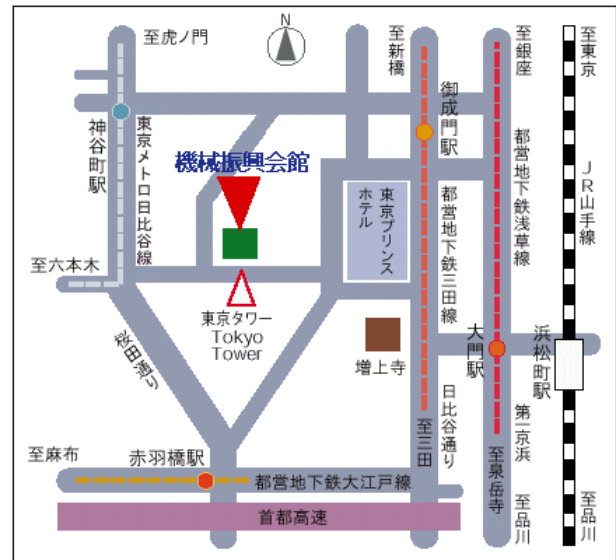 至虎ノ門
N
至新橋
至銀座
至東京
神谷町駅
東京メトロ日比谷線
機械振興会館
御成門駅
都営地下鉄浅草線
JR山手線
東京プリンス
ホテル
都営地下鉄三田線
至六本木
東京タワー
Tokyo
Tower
桜田通り
増上寺
大門駅
浜松町駅
日比谷通り
第一京浜
至麻布
赤羽橋駅
都営地下鉄大江戸線
至三田
至泉岳寺
至品川
至品川
首都高速